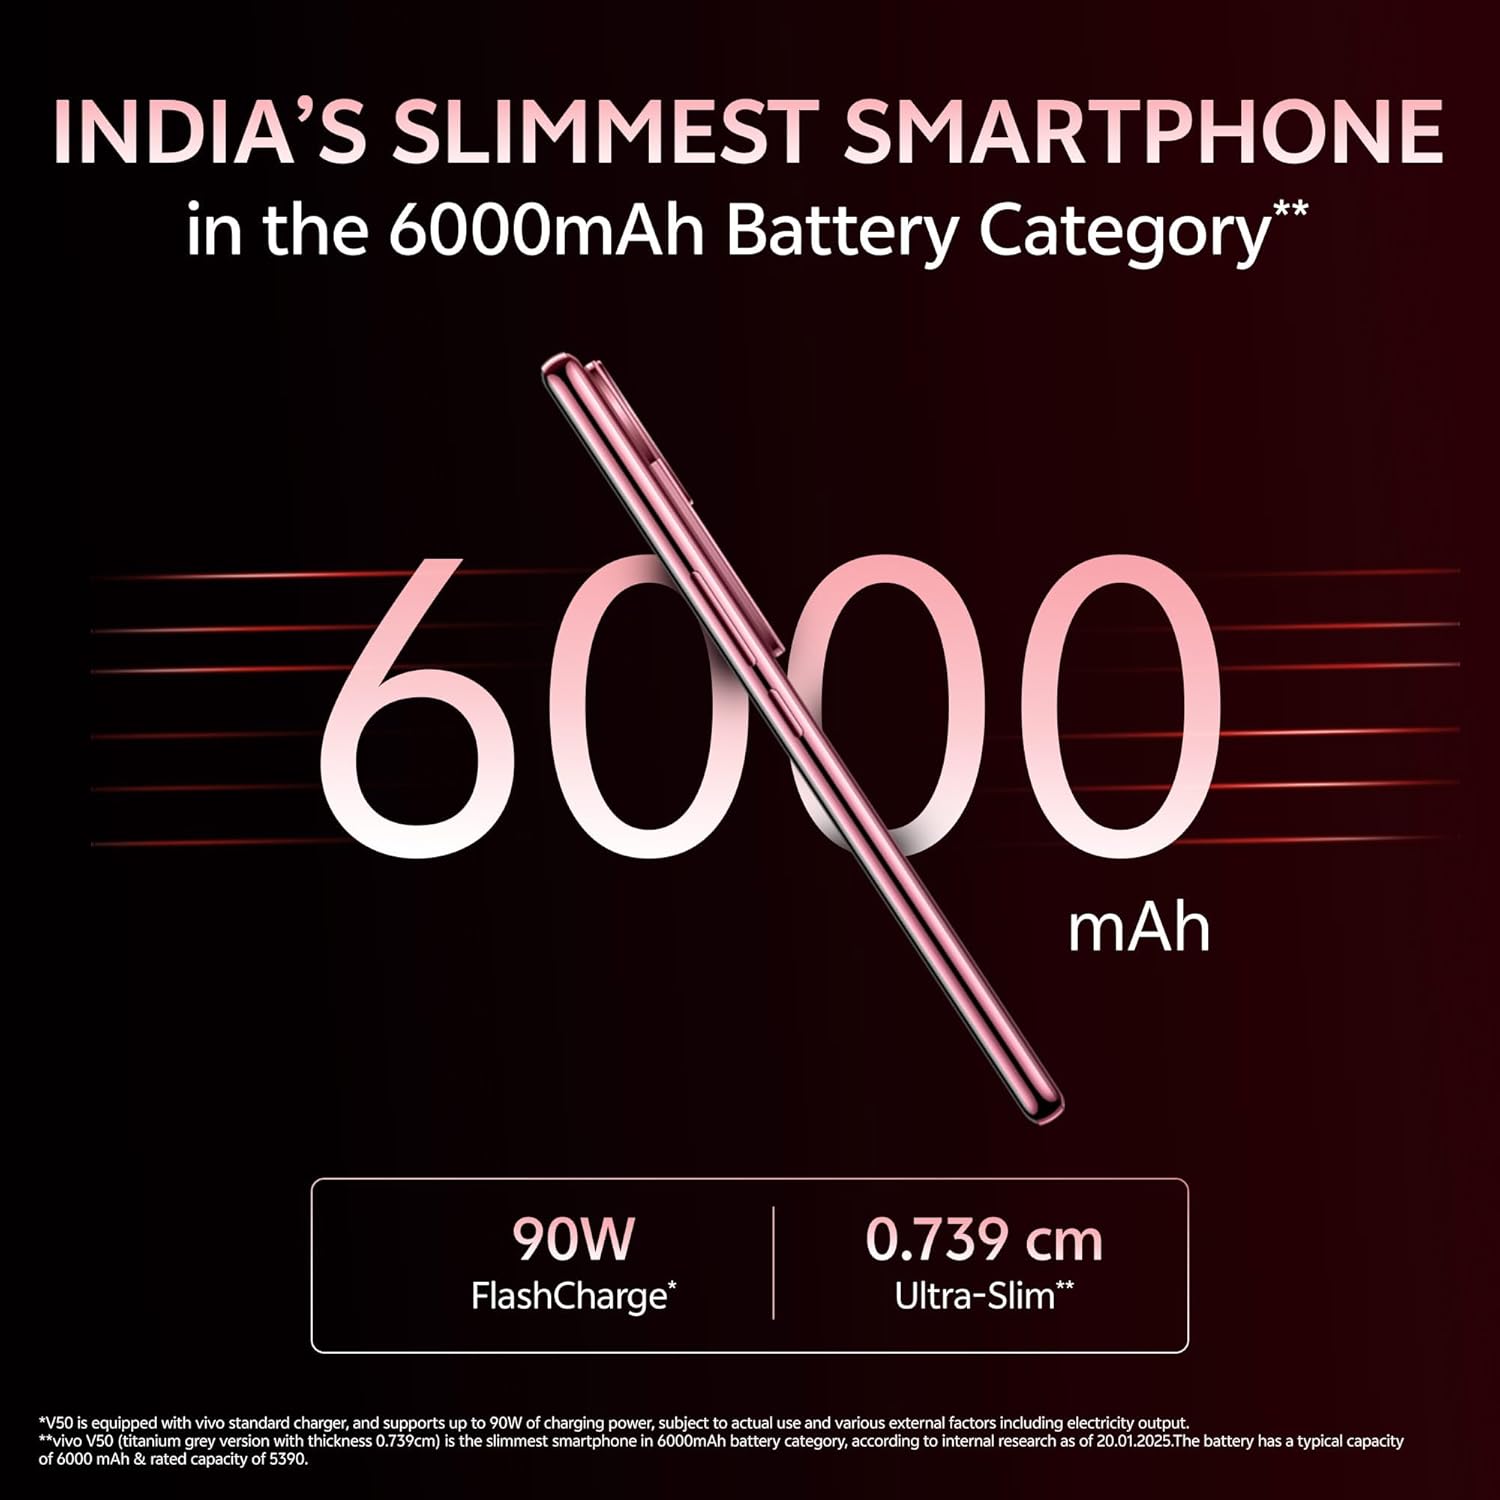 INDIA’S SLIMMEST SMARTPHONE
in the 6000mAh Battery Category**
6000
mAh
90W
FlashCharge*
0.739 cm
Ultra-Slim**
*V50 is equipped with vivo standard charger, and supports up to 90W of charging power, subject to actual use and various external factors including electricity output.
**vivo V50 (titanium grey version with thickness 0.739cm) is the slimmest smartphone in 6000mAh battery category, according to internal research as of 20.01.2025.The battery has a typical capacity
of 6000 mAh & rated capacity of 5390.